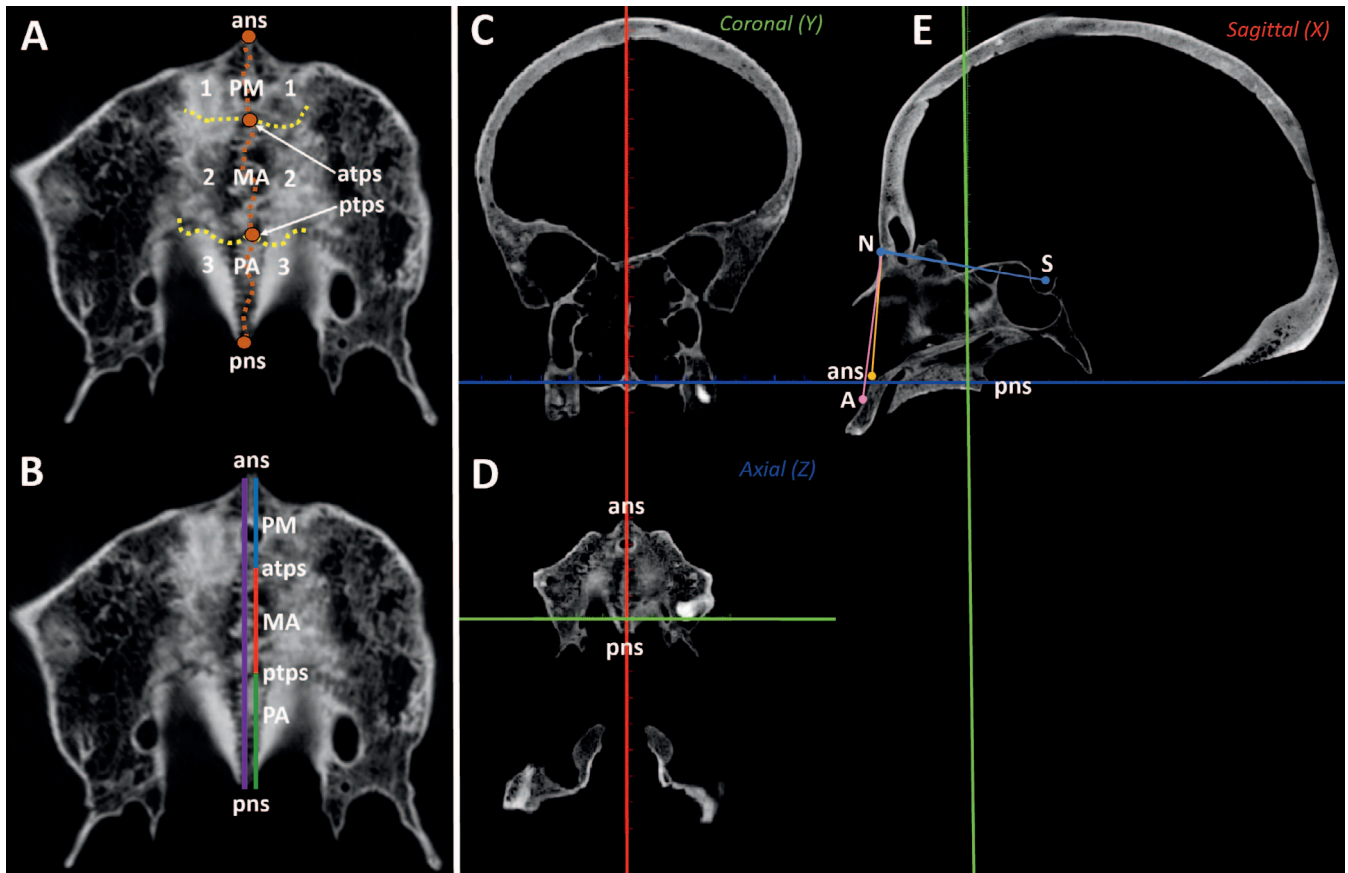 A
ans
1 PM 1
atps
2 MA 2
ptps
3 PA 3
pns
B
ans
PM
atps
MA
ptps
PA
pns
C
Coronal (Y)
D
Axial (Z)
ans
pns
E
Sagittal (X)
N
S
ans
pns
A